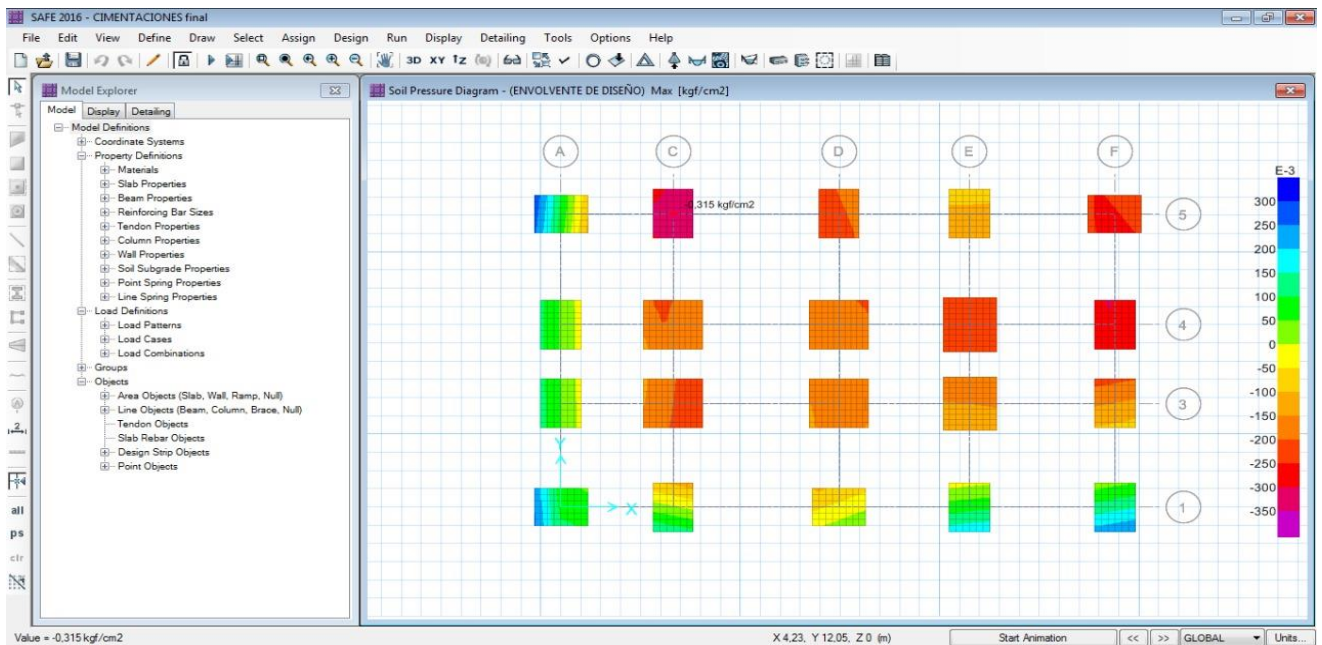 SAFE 2016 - CIMENTACIONES final
File Edit View Define Draw Select Assign Design Run Display Detailing Tools Options Help
3D XY
Model Explorer
Model Display Detailing
Model Definitions
Coordinate Systems
Property Definitions
Materials
Slab Properties
Beam Properties
Reinforcing Bar Sizes
Tendon Properties
Column Properties
Wall Properties
Soil Subgrade Properties
Point Spring Properties
Line Spring Properties
Load Definitions
Load Patterns
Load Cases
Load Combinations
Groups
Objects
Area Objects (Slab, Wall, Ramp, Null)
Line Objects (Beam, Column, Brace, Null)
Tendon Objects
Slab Rebar Objects
Design Strip Objects
Point Objects
all
ps
clr
Soil Pressure Diagram - (ENVOLVENTE DE DISEÑO) Max [kgf/cm2]
A C D E F
0,315 kgf/cm2
5
4
3
1
Y
X
E-3
300
250
200
150
100
50
0
-50
-100
-150
-200
-250
-300
-350
Value = -0,315 kgf/cm2
X 4,23, Y 12,05, Z 0 (m)
Start Animation << >> GLOBAL Units...